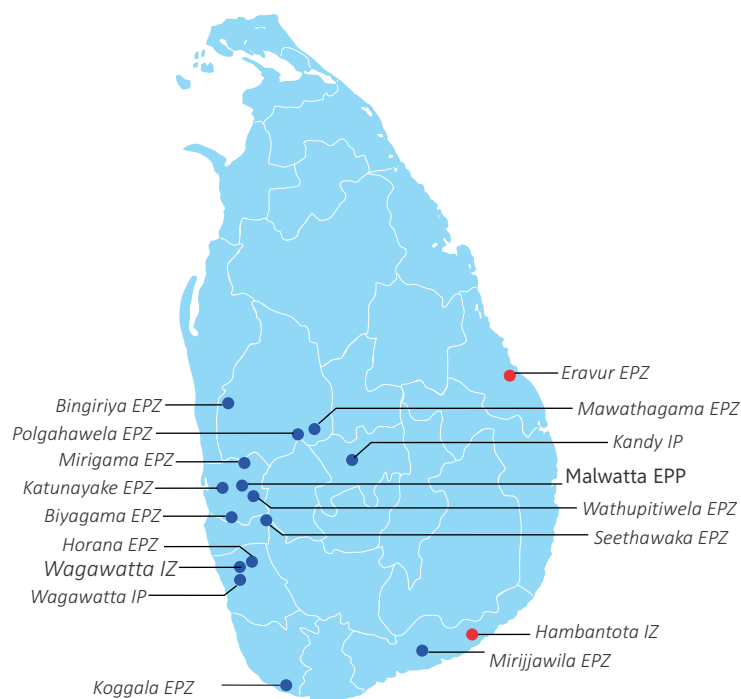 Eravur EPZ
Bingiriya EPZ
Mawathagama EPZ
Polgahawela EPZ
Kandy IP
Mirigama EPZ
Malwatta EPP
Katunayake EPZ
Wathupitiwela EPZ
Biyagama EPZ
Seethawaka EPZ
Horana EPZ
Wagawatta IZ
Wagawatta IP
Hambantota IZ
Mirijjawila EPZ
Koggala EPZ